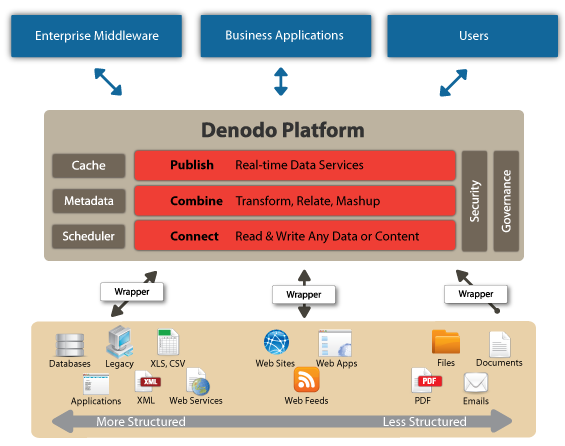 Enterprise Middleware
Business Applications
Users
Denodo Platform
Cache
Publish Real-time Data Services
Metadata
Combine Transform, Relate, Mashup
Scheduler
Connect Read & Write Any Data or Content
Security
Governance
Wrapper
Wrapper
Wrapper
Databases
Legacy
XLS, CSV
Web Sites
Web Apps
Files
Documents
Applications
XML
XML
Web Services
Web Feeds
PDF
PDF
Emails
More Structured
Less Structured